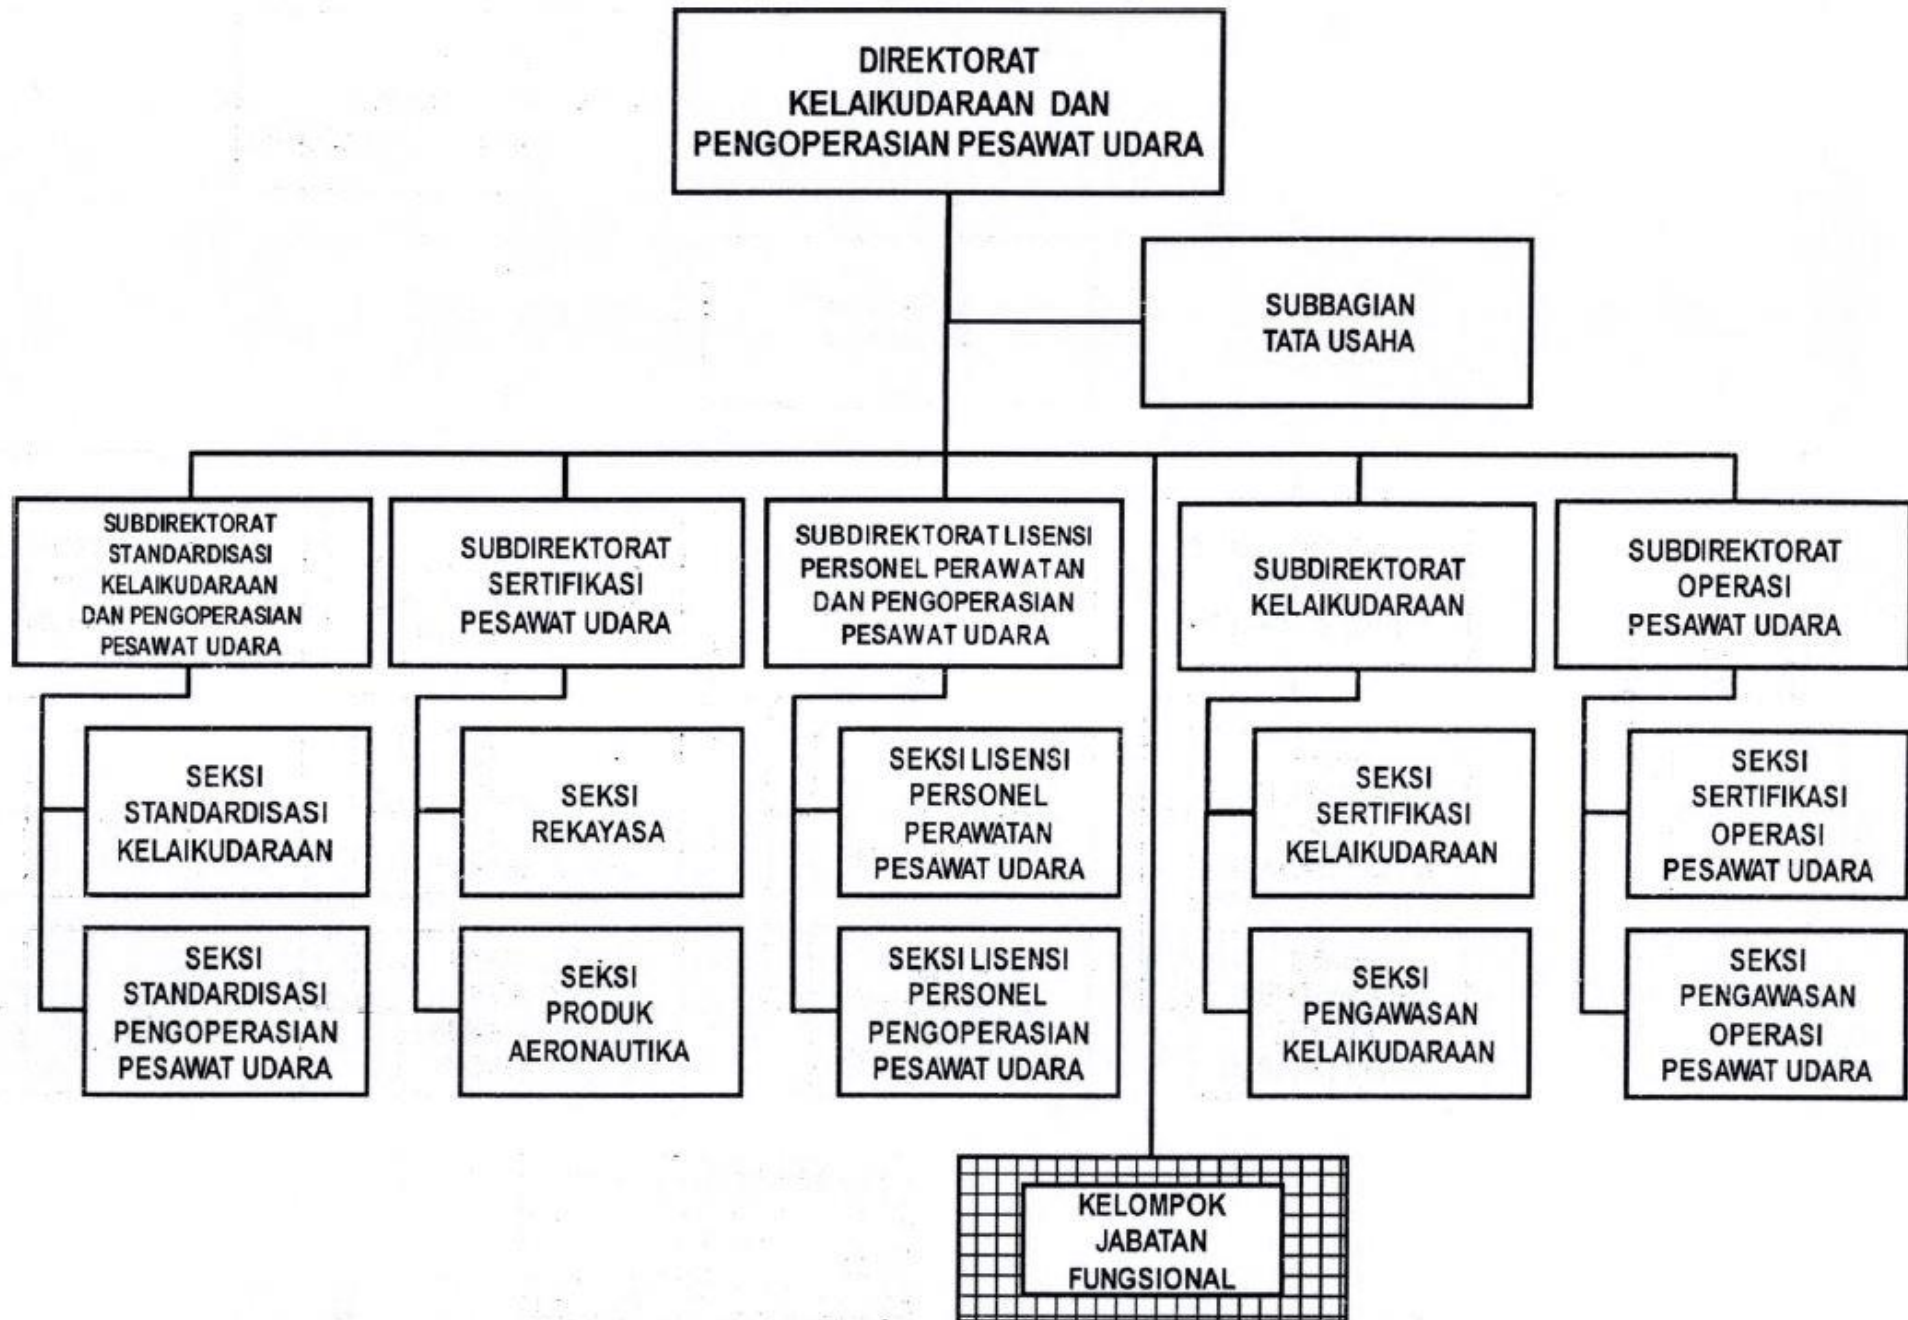 DIREKTORAT
KELAIKUDARAAN DAN
PENGOPERASIAN PESAWAT UDARA
SUBBAGIAN
TATA USAHA
SUBDIREKTORAT
STANDARDISASI
KELAIKUDARAAN
DAN PENGOPERASIAN
PESAWAT UDARA
SUBDIREKTORAT
SERTIFIKASI
PESAWAT UDARA
SUBDIREKTORAT LISENSI
PERSONEL PERAWATAN
DAN PENGOPERASIAN
PESAWAT UDARA
SUBDIREKTORAT
KELAIKUDARAAN
SUBDIREKTORAT
OPERASI
PESAWAT UDARA
SEKSI
STANDARDISASI
KELAIKUDARAAN
SEKSI
REKAYASA
SEKSI LISENSI
PERSONEL
PERAWATAN
PESAWAT UDARA
SEKSI
SERTIFIKASI
KELAIKUDARAAN
SEKSI
SERTIFIKASI
OPERASI
PESAWAT UDARA
SEKSI
STANDARDISASI
PENGOPERASIAN
PESAWAT UDARA
SEKSI
PRODUK
AERONAUTIKA
SEKSI LISENSI
PERSONEL
PENGOPERASIAN
PESAWAT UDARA
SEKSI
PENGAWASAN
KELAIKUDARAAN
SEKSI
PENGAWASAN
OPERASI
PESAWAT UDARA
KELOMPOK
JABATAN
FUNGSIONAL